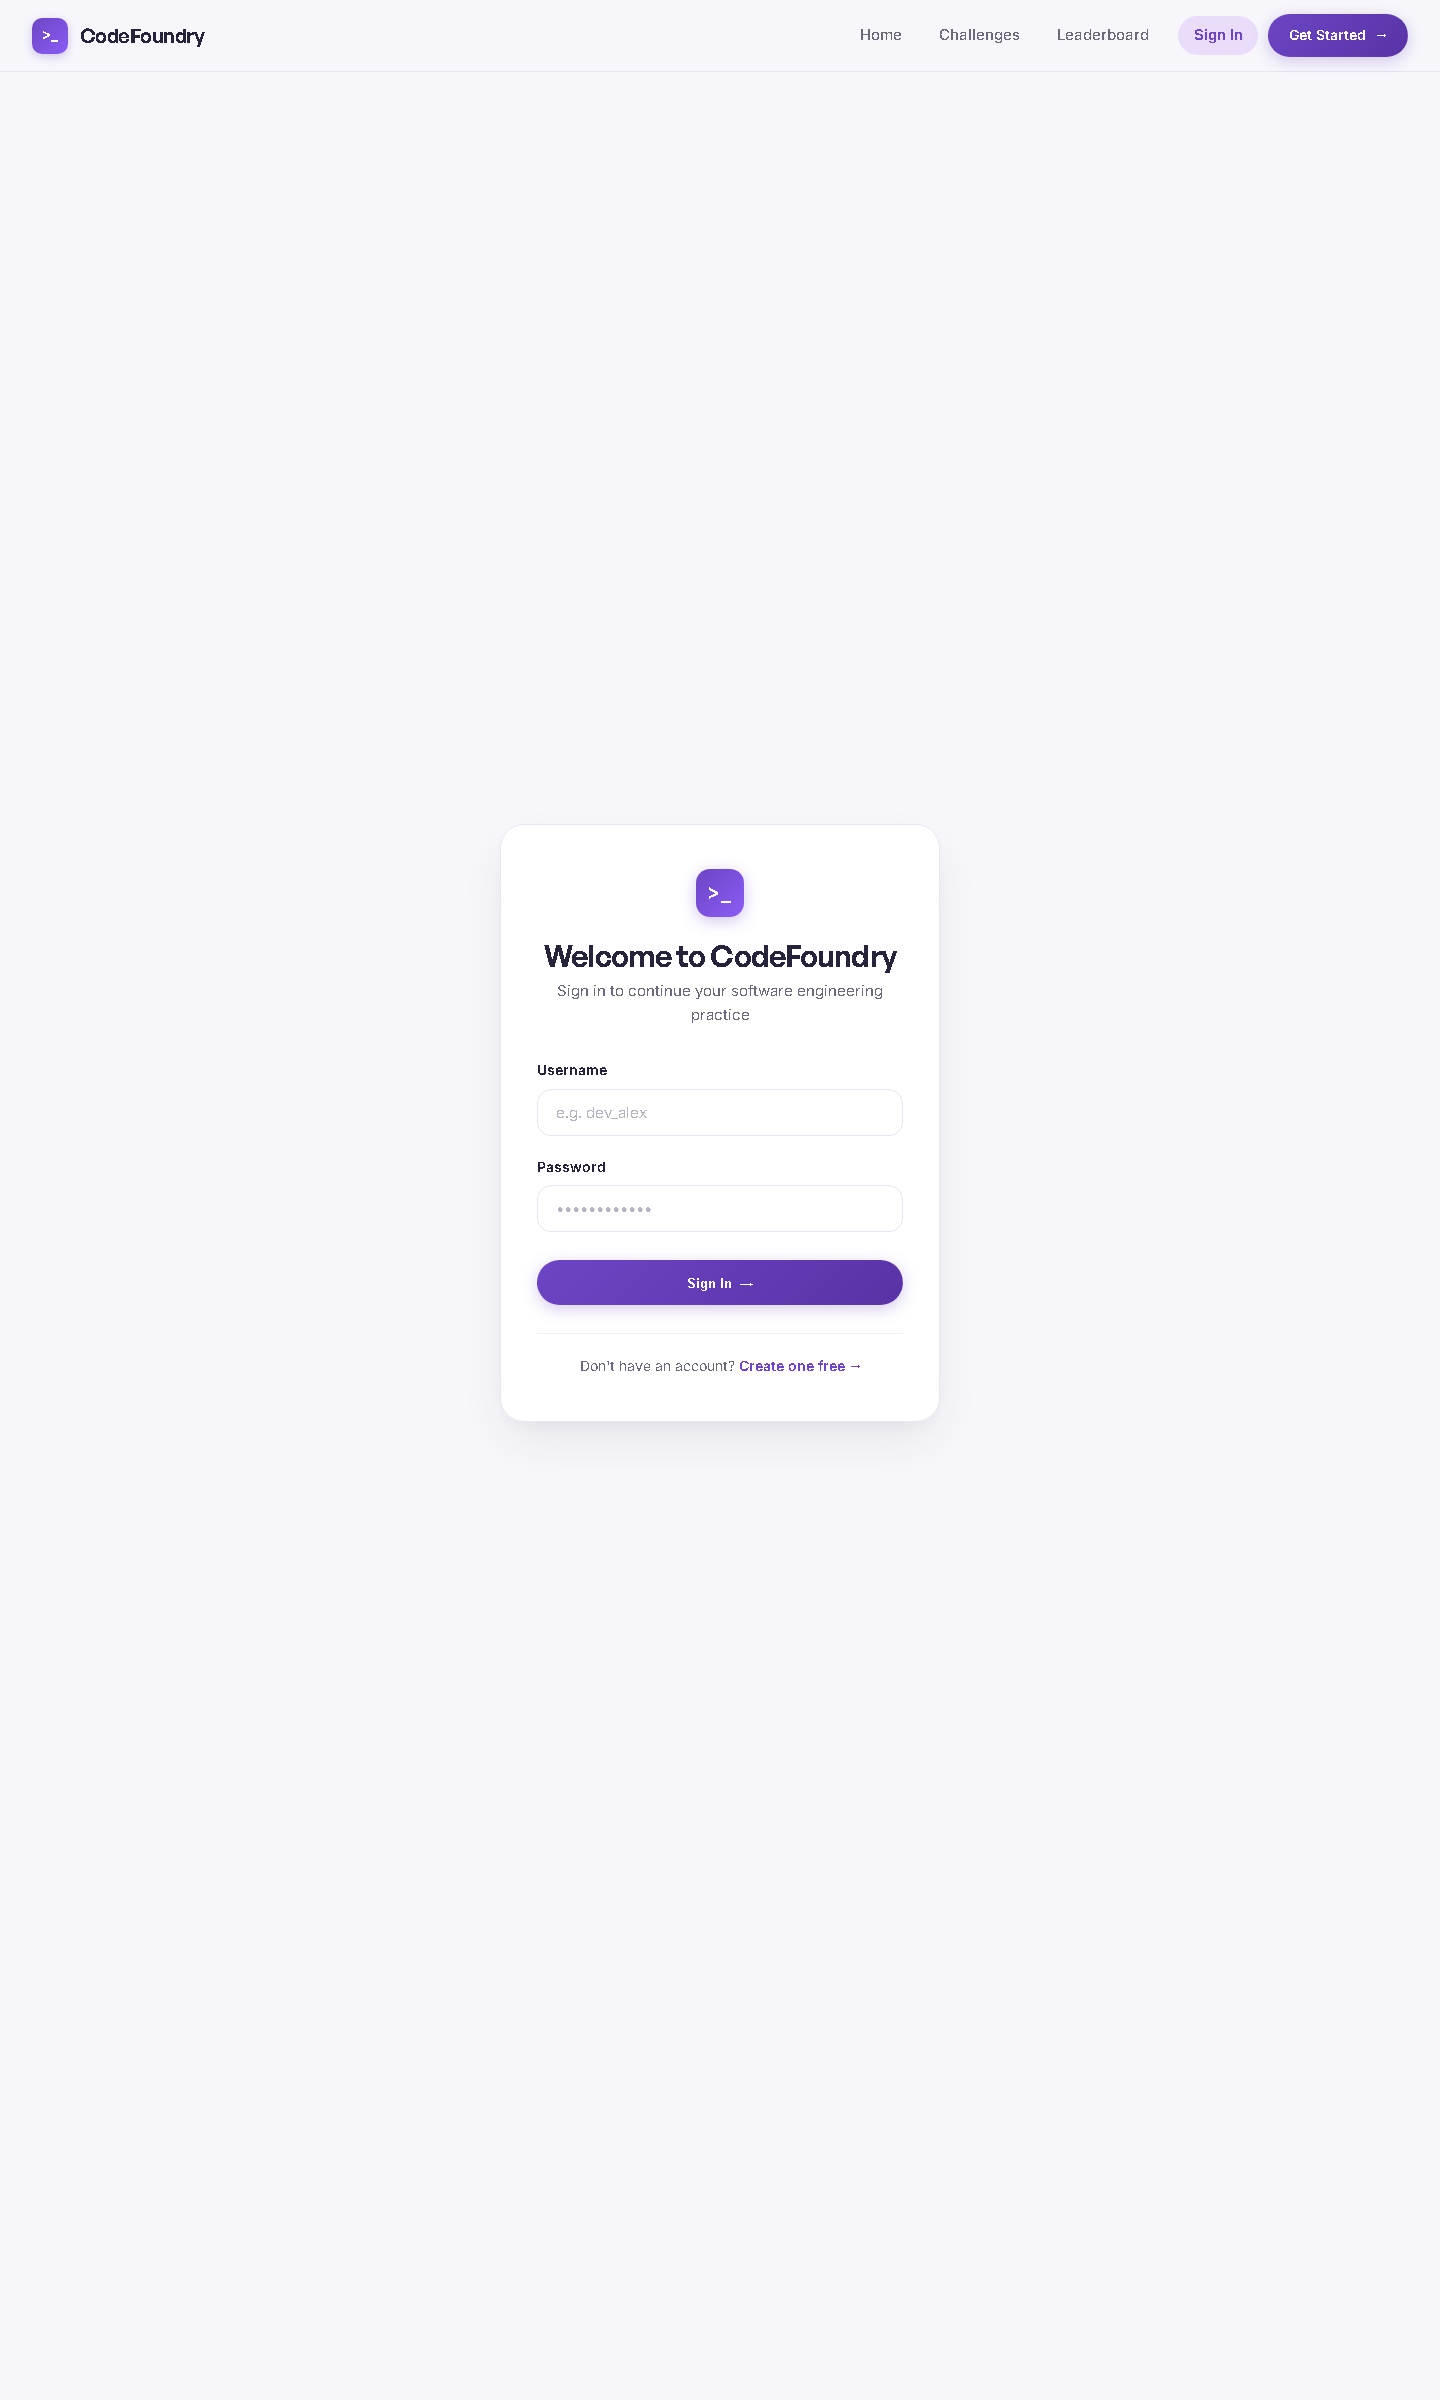 >_ CodeFoundry
Home Challenges Leaderboard Sign In Get Started →
>_
Welcome to CodeFoundry
Sign in to continue your software engineering
practice
Username
e.g. dev_alex
Password
••••••••••••
Sign In →
Don't have an account? Create one free →